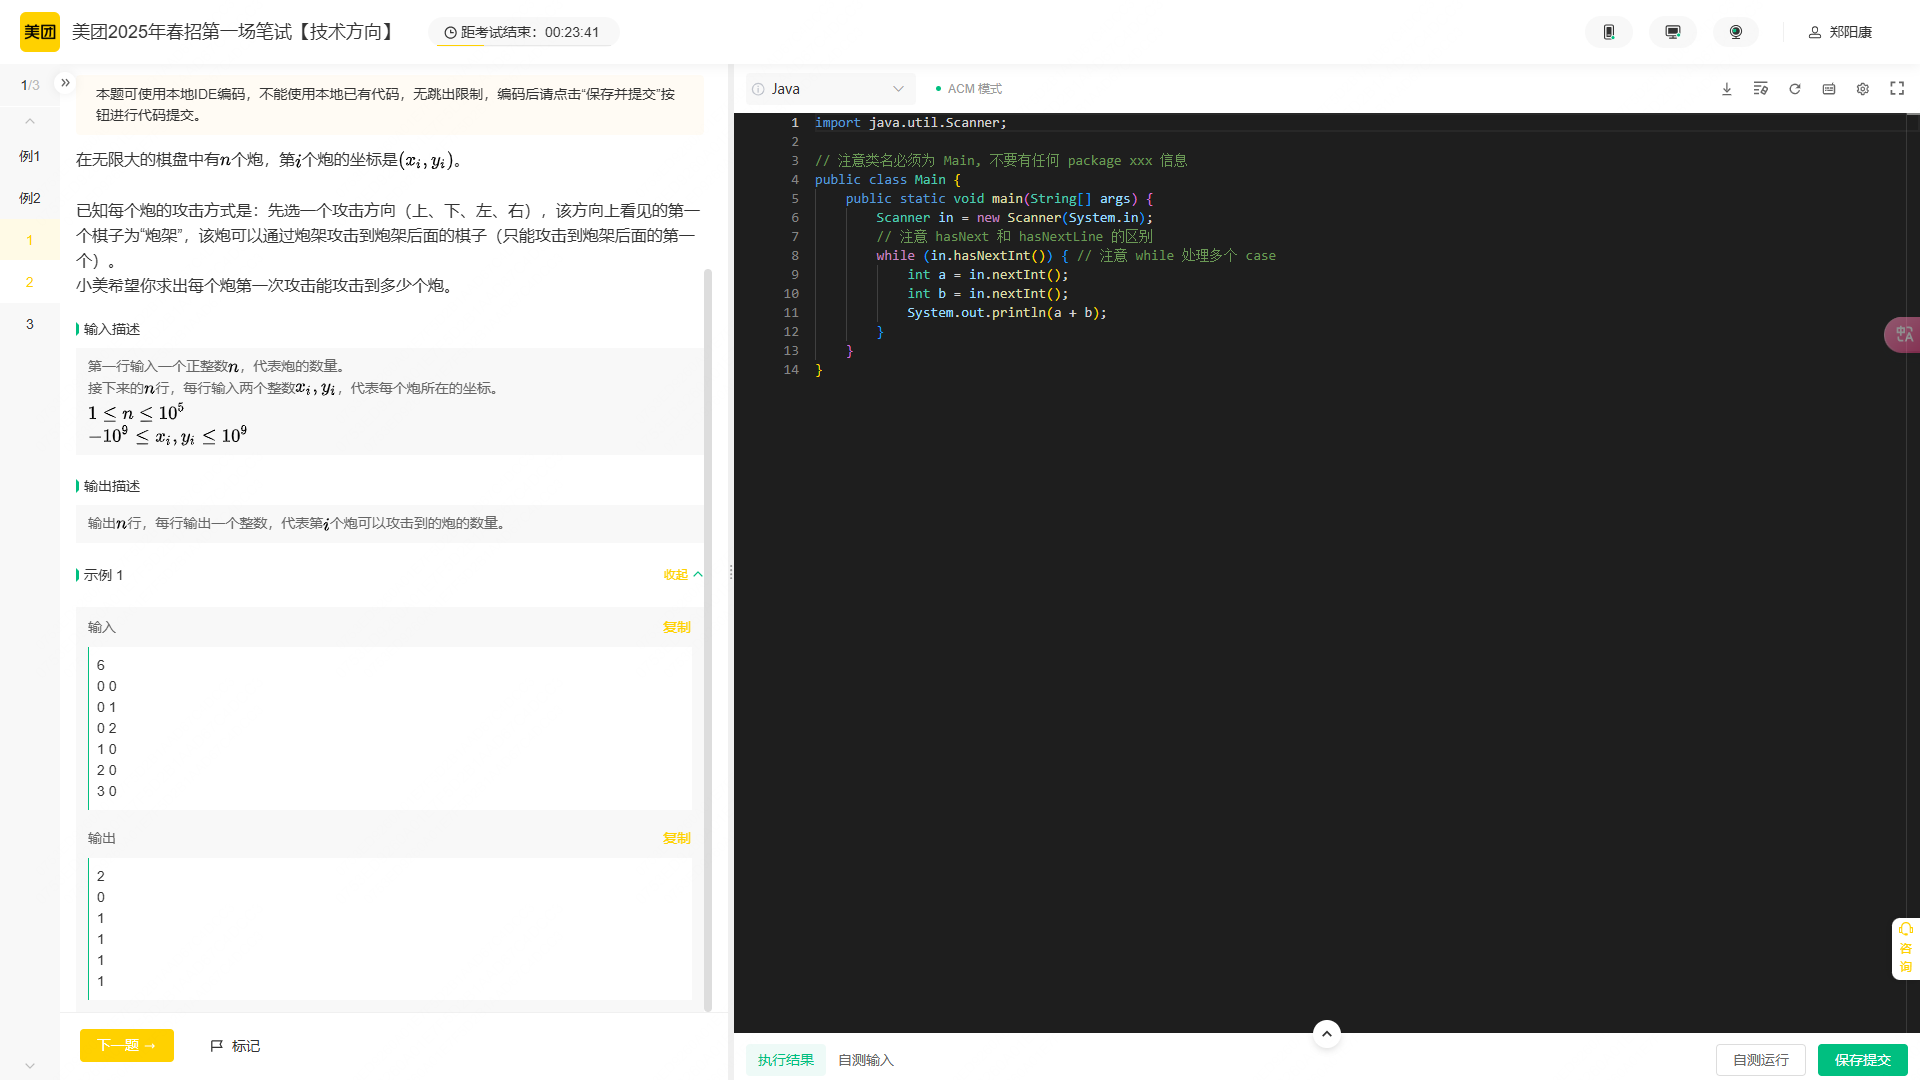 美团
美团2025年春招第一场笔试【技术方向】
距考试结束：00:23:41
郑阳康
1/3
例1
例2
1
2
3
本题可使用本地IDE编码，不能使用本地已有代码，无跳出限制，编码后请点击“保存并提交”按
钮进行代码提交。
在无限大的棋盘中有n个炮，第i个炮的坐标是(x_i, y_i)。
已知每个炮的攻击方式是：先选一个攻击方向（上、下、左、右），该方向上看见的第一
个棋子为“炮架”，该炮可以通过炮架攻击到炮架后面的棋子（只能攻击到炮架后面的第一
个）。
小美希望你求出每个炮第一次攻击能攻击到多少个炮。
输入描述
第一行输入一个正整数n，代表炮的数量。
接下来的n行，每行输入两个整数x_i, y_i，代表每个炮所在的坐标。
1 ≤ n ≤ 10^5
−10^9 ≤ x_i, y_i ≤ 10^9
输出描述
输出n行，每行输出一个整数，代表第i个炮可以攻击到的炮的数量。
示例 1
收起
输入
复制
6
0 0
0 1
0 2
1 0
2 0
3 0
输出
复制
2
0
1
1
1
1
下一题 →
标记
Java
ACM 模式
1 import java.util.Scanner;
2
3 // 注意类名必须为 Main, 不要有任何 package xxx 信息
4 public class Main {
5     public static void main(String[] args) {
6         Scanner in = new Scanner(System.in);
7         // 注意 hasNext 和 hasNextLine 的区别
8         while (in.hasNextInt()) { // 注意 while 处理多个 case
9             int a = in.nextInt();
10             int b = in.nextInt();
11             System.out.println(a + b);
12         }
13     }
14 }
咨
询
执行结果
自测输入
自测运行
保存提交